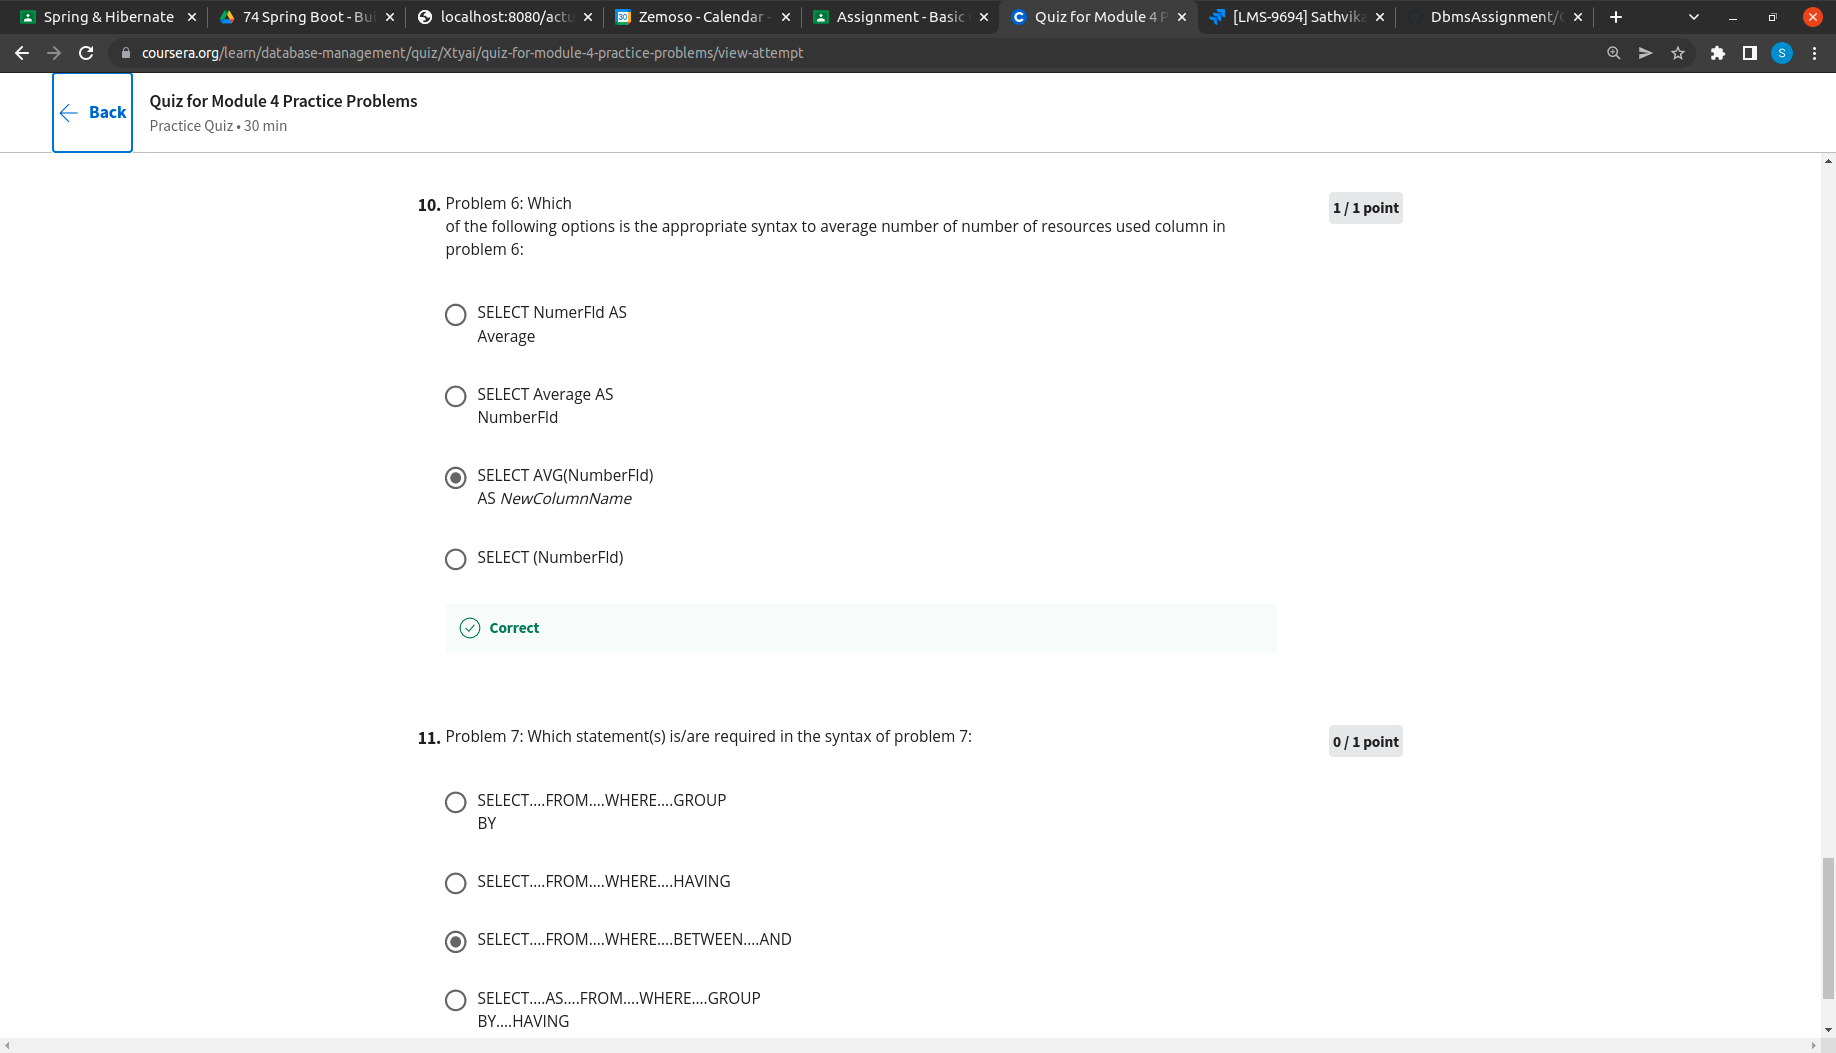 Spring & Hibernate
74 Spring Boot - Bui
localhost:8080/actu
Zemoso - Calendar -
Assignment - Basic
Quiz for Module 4 P
[LMS-9694] Sathvika
DbmsAssignment/
coursera.org/learn/database-management/quiz/Xtyai/quiz-for-module-4-practice-problems/view-attempt
S
Back
Quiz for Module 4 Practice Problems
Practice Quiz • 30 min
10. Problem 6: Which
of the following options is the appropriate syntax to average number of number of resources used column in
problem 6:
1 / 1 point
SELECT NumerFld AS
Average
SELECT Average AS
NumberFld
SELECT AVG(NumberFld)
AS NewColumnName
SELECT (NumberFld)
Correct
11. Problem 7: Which statement(s) is/are required in the syntax of problem 7:
0 / 1 point
SELECT....FROM....WHERE....GROUP
BY
SELECT....FROM....WHERE....HAVING
SELECT....FROM....WHERE....BETWEEN....AND
SELECT....AS....FROM....WHERE....GROUP
BY....HAVING